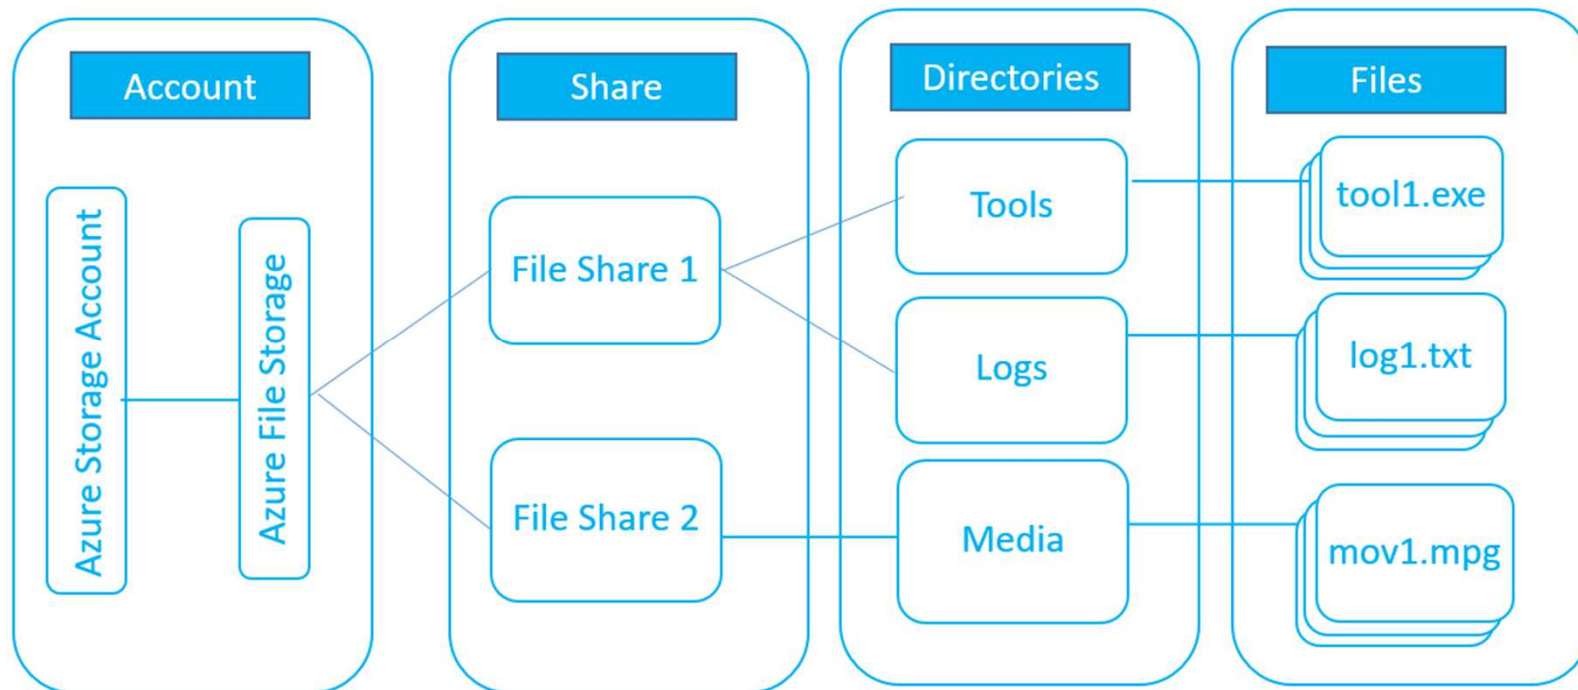 Account
Share
Directories
Files
Azure Storage Account
Azure File Storage
File Share 1
File Share 2
Tools
Logs
Media
tool1.exe
log1.txt
mov1.mpg